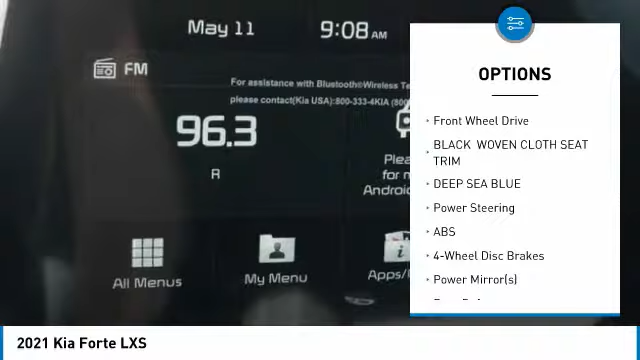 May 11
9:08 AM
FM
For assistance with Bluetooth®Wireless Te
please contact(Kia USA):800-333-4KIA (800
96.3
R
Plea
for m
Android
All Menus
My Menu
Apps/
OPTIONS
Front Wheel Drive
BLACK WOVEN CLOTH SEAT
TRIM
DEEP SEA BLUE
Power Steering
ABS
4-Wheel Disc Brakes
Power Mirror(s)
2021 Kia Forte LXS